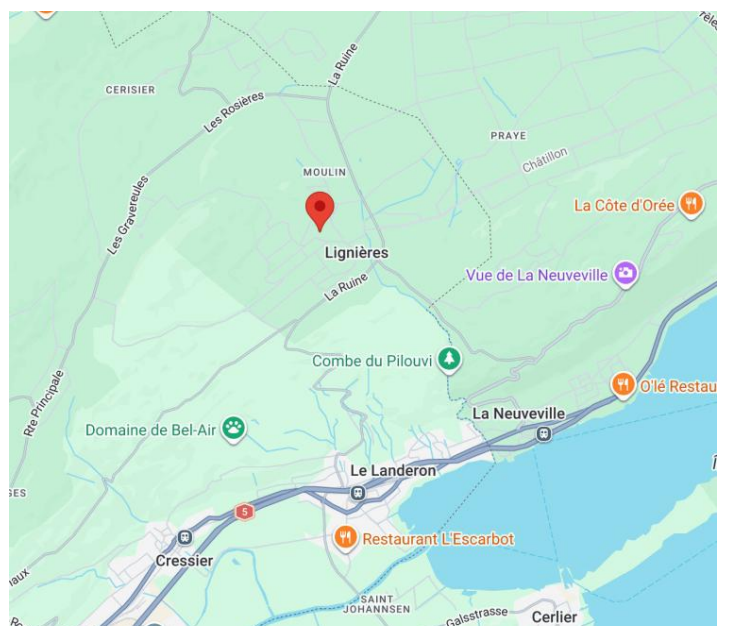 La Ruine
CERISIER
Les Rosières
PRAYE
Châtillon
MOULIN
Les Gravereules
La Côte d'Orée
Lignières
Vue de La Neuveville
La Ruine
Combe du Pilouvi
Rte Principale
O'lé Restau
La Neuveville
Domaine de Bel-Air
Le Landeron
GES
5
Restaurant L'Escarbot
Cressier
SAINT
JOHANNSEN
Galsstrasse
Cerlier